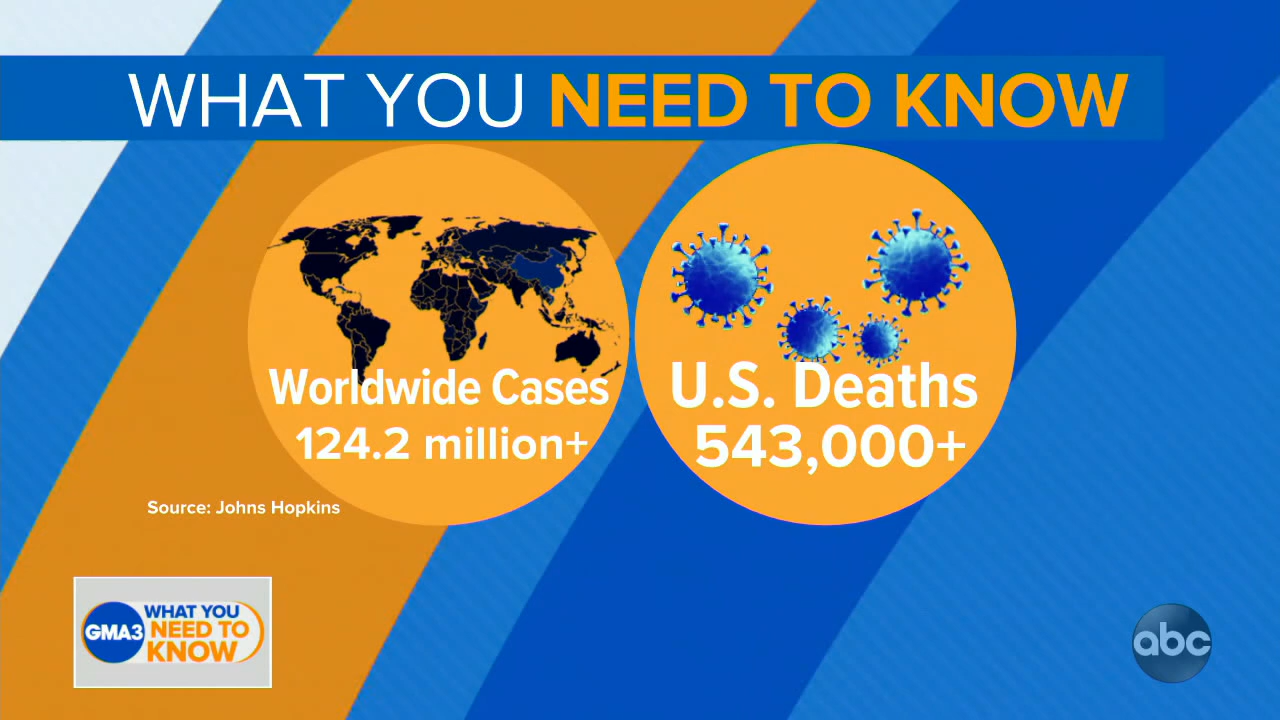 WHAT YOU NEED TO KNOW
Worldwide Cases
124.2 million+
U.S. Deaths
543,000+
Source: Johns Hopkins
GMA3
WHAT YOU
NEED TO
KNOW
abc